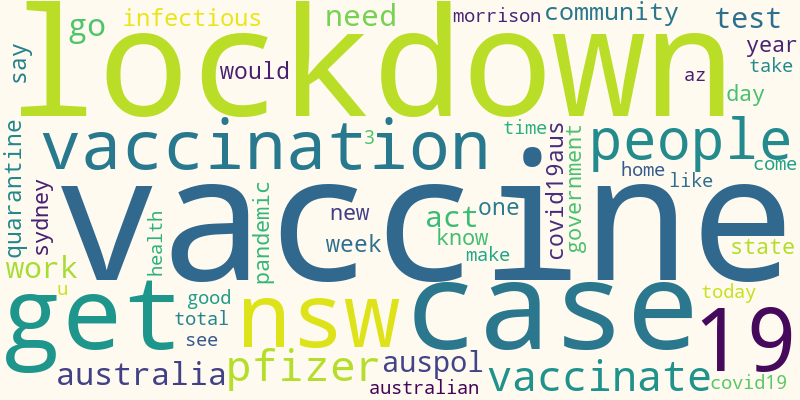 lockdown
infectious
need
morrison
community
test
go
year
say
would
az
take
day
vaccination
3
time
people
quarantine
covid19aus
government
home
like
come
vaccine
sydney
health
pandemic
new
act
one
week
know
make
state
work
u
get
good
total
see
nsw
case
today
19
australia
pfizer
auspol
australian
vaccinate
covid19